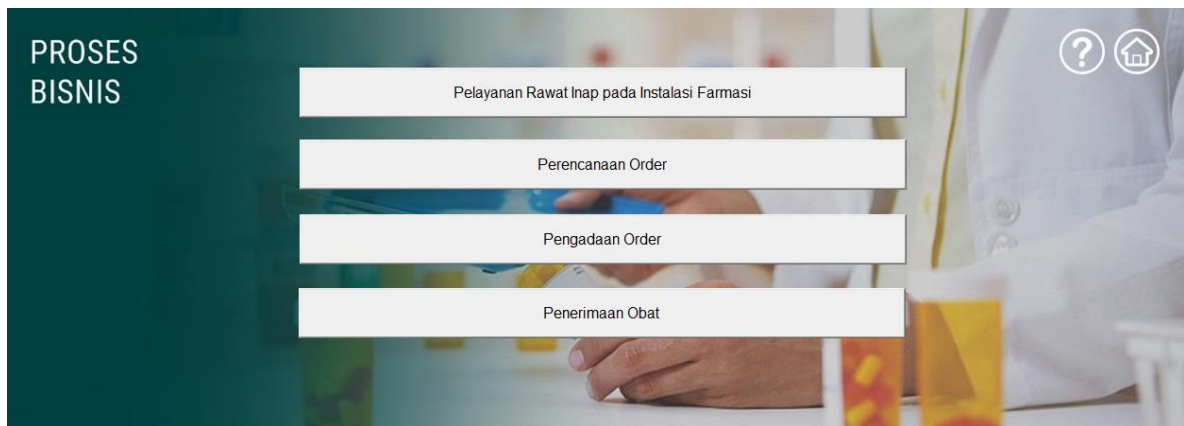 PROSES
BISNIS
Pelayanan Rawat Inap pada Instalasi Farmasi
Perencanaan Order
Pengadaan Order
Penerimaan Obat
?